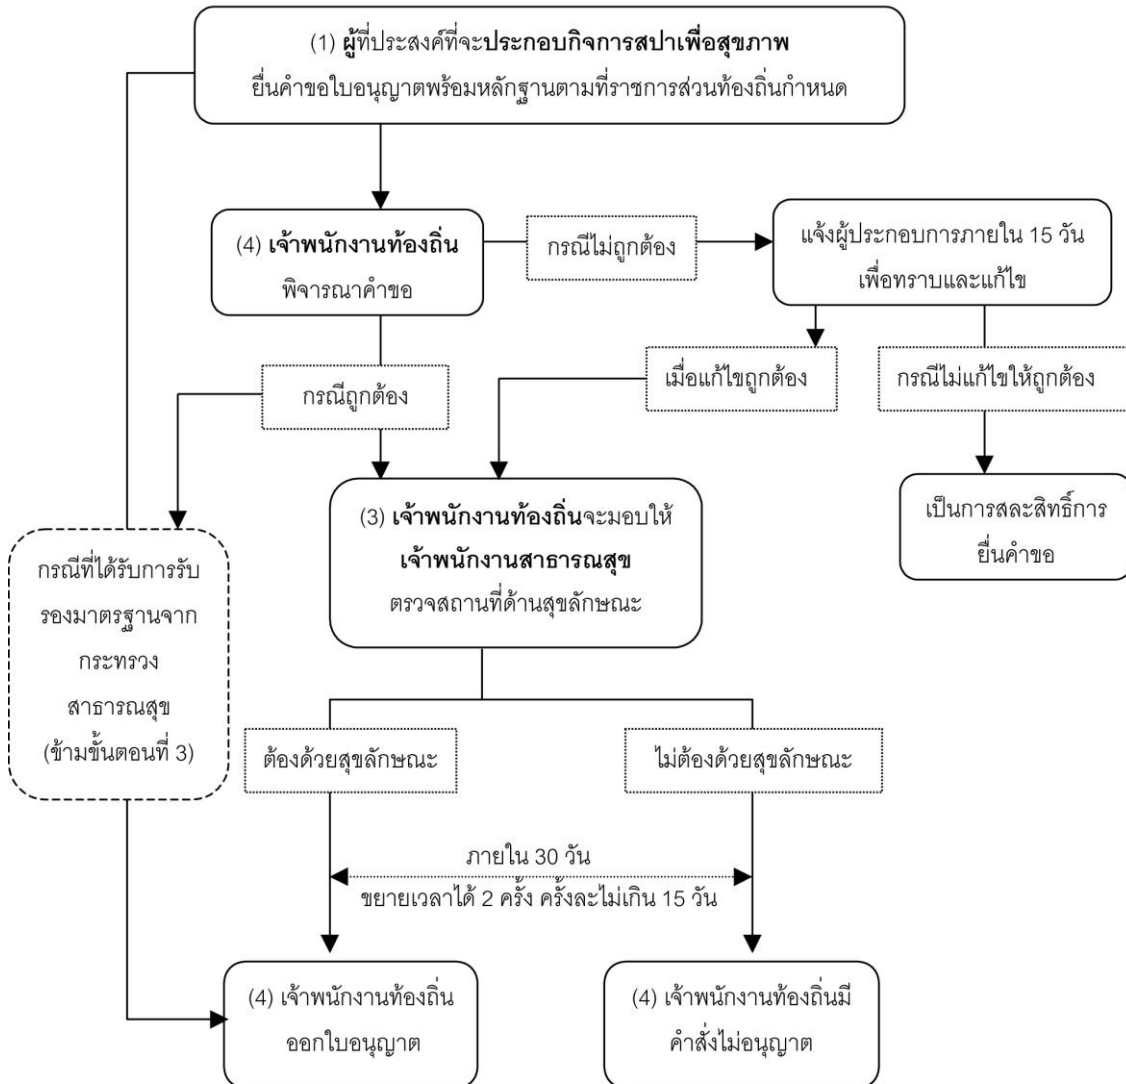 (1) ผู้ที่ประสงค์ที่จะประกอบกิจการสปาเพื่อสุขภาพ
ยื่นคำขอใบอนุญาตพร้อมหลักฐานตามที่ราชการส่วนท้องถิ่นกำหนด
(4) เจ้าพนักงานท้องถิ่น
พิจารณาคำขอ
กรณีไม่ถูกต้อง
แจ้งผู้ประกอบการภายใน 15 วัน
เพื่อทราบและแก้ไข
กรณีถูกต้อง
เมื่อแก้ไขถูกต้อง
กรณีไม่แก้ไขให้ถูกต้อง
(3) เจ้าพนักงานท้องถิ่นจะมอบให้
เจ้าพนักงานสาธารณสุข
ตรวจสถานที่ด้านสุขลักษณะ
เป็นการสละสิทธิ์การ
ยื่นคำขอ
กรณีที่ได้รับการรับ
รองมาตรฐานจาก
กระทรวง
สาธารณสุข
(ข้ามขั้นตอนที่ 3)
ต้องด้วยสุขลักษณะ
ไม่ต้องด้วยสุขลักษณะ
ภายใน 30 วัน
ขยายเวลาได้ 2 ครั้ง ครั้งละไม่เกิน 15 วัน
(4) เจ้าพนักงานท้องถิ่น
ออกใบอนุญาต
(4) เจ้าพนักงานท้องถิ่นมี
คำสั่งไม่อนุญาต